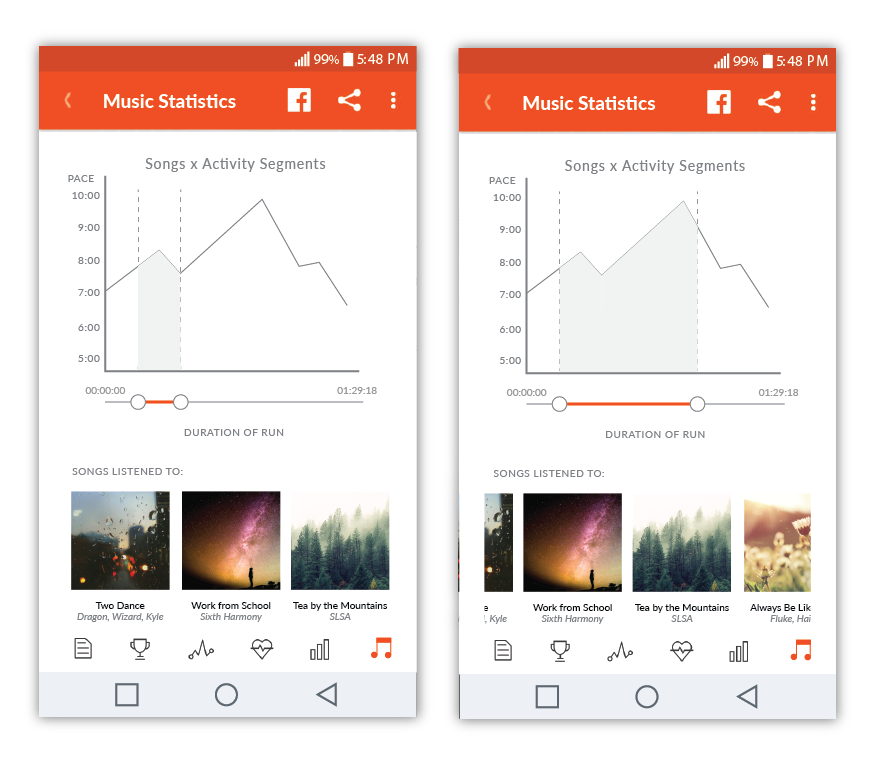 99% 5:48 PM
Music Statistics
Songs x Activity Segments
PACE
10:00
9:00
8:00
7:00
6:00
5:00
00:00:00 01:29:18
DURATION OF RUN
SONGS LISTENED TO:
Two Dance Work from School Tea by the Mountains
Dragon, Wizard, Kyle Sixth Harmony SLSA
99% 5:48 PM
Music Statistics
Songs x Activity Segments
PACE
10:00
9:00
8:00
7:00
6:00
5:00
00:00:00 01:29:18
DURATION OF RUN
SONGS LISTENED TO:
e Work from School Tea by the Mountains Always Be Lik
, Kyle Sixth Harmony SLSA Fluke, Hai